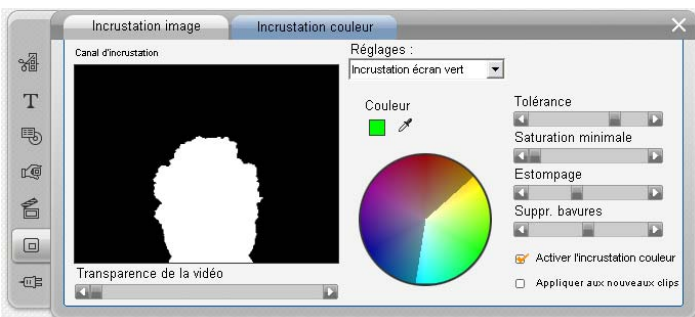 Incrustation image
Incrustation couleur
Canal d'incrustation
Réglages :
Incrustation écran vert
Couleur
Tolérance
Saturation minimale
Estompage
Suppr. bavures
Activer l'incrustation couleur
Appliquer aux nouveaux clips
Transparence de la vidéo
T